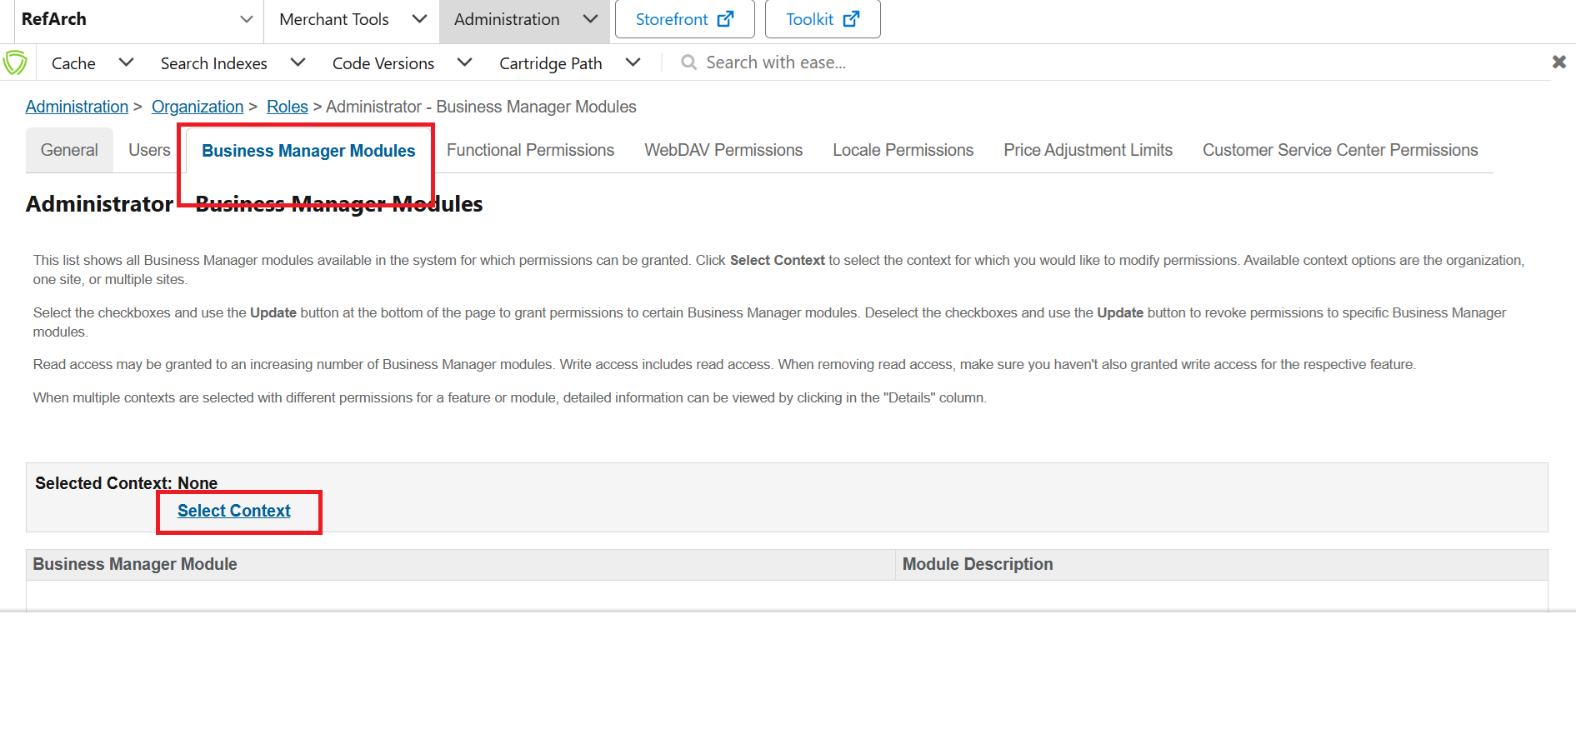 RefArch Merchant Tools Administration Storefront Toolkit
Cache Search Indexes Code Versions Cartridge Path Search with ease...
Administration > Organization > Roles > Administrator - Business Manager Modules
General Users Business Manager Modules Functional Permissions WebDAV Permissions Locale Permissions Price Adjustment Limits Customer Service Center Permissions
Administrator Business Manager Modules
This list shows all Business Manager modules available in the system for which permissions can be granted. Click Select Context to select the context for which you would like to modify permissions. Available context options are the organization,
one site, or multiple sites.
Select the checkboxes and use the Update button at the bottom of the page to grant permissions to certain Business Manager modules. Deselect the checkboxes and use the Update button to revoke permissions to specific Business Manager
modules.
Read access may be granted to an increasing number of Business Manager modules. Write access includes read access. When removing read access, make sure you haven't also granted write access for the respective feature.
When multiple contexts are selected with different permissions for a feature or module, detailed information can be viewed by clicking in the "Details" column.
Selected Context: None
Select Context
Business Manager Module Module Description